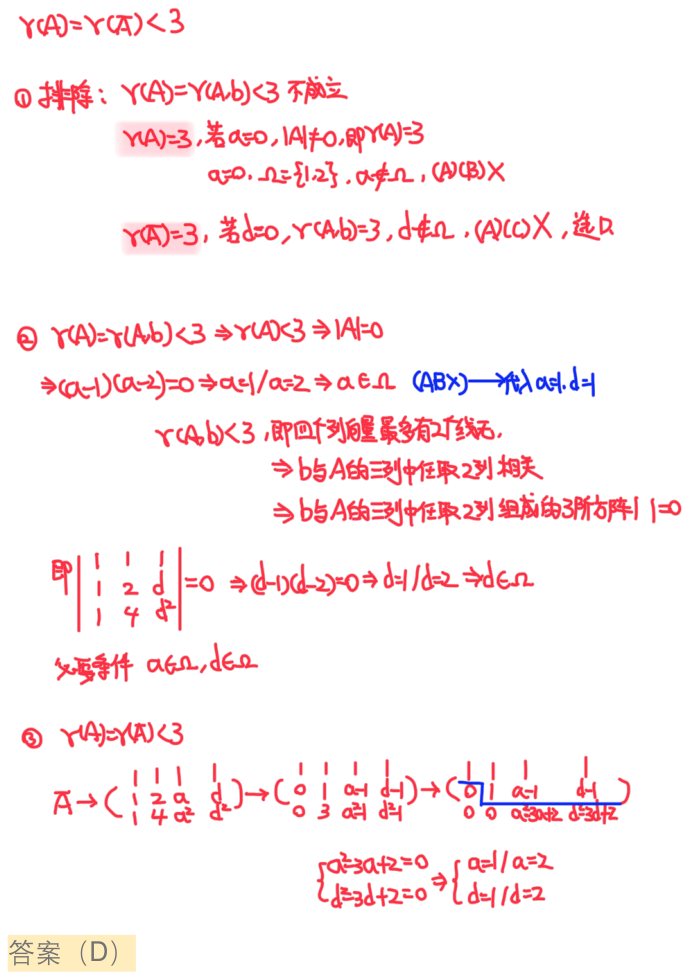 r(A)=r(A̅)<3
① 排除: r(A)=r(A,b)<3 不成立
r(A)=3, 若a=0, |A|≠0, 即r(A)=3
a=0. Ω={1,2}. a∉Ω, (A)(B)×
r(A̅)=3, 若d=0, r(A,b)=3, d∉Ω. (A)(C)×, 选D
② r(A)=r(A,b)<3 ⇒ r(A)<3 ⇒ |A|=0
⇒(a-1)(a-2)=0 ⇒ a=1/a=2 ⇒ a∈Ω (AB×)→代入a=1.d=1
r(A,b)<3, 即四个列向量最多有2个线无.
⇒ b与A的三列中任取2列 相关
⇒ b与A的三列中任取2列组成的3阶方阵| |=0
即 | 1 1 1 |
| 1 2 d | =0 ⇒(d-1)(d-2)=0 ⇒ d=1/d=2 ⇒ d∈Ω
| 1 4 d² |
必要条件 a∈Ω, d∈Ω
③ r(A)=r(A̅)<3
1 1 1 1 1 1 1 1 1 1 1 1
A̅ → ( 1 2 a d ) → ( 0 1 a-1 d-1 ) → ( 0 1 a-1 d-1 )
1 4 a² d² 0 3 a²-1 d²-1 0 0 a²-3a+2 d²-3d+2
{ a²-3a+2=0 ⇒ { a=1/a=2
d²-3d+2=0 d=1/d=2
答案（D）